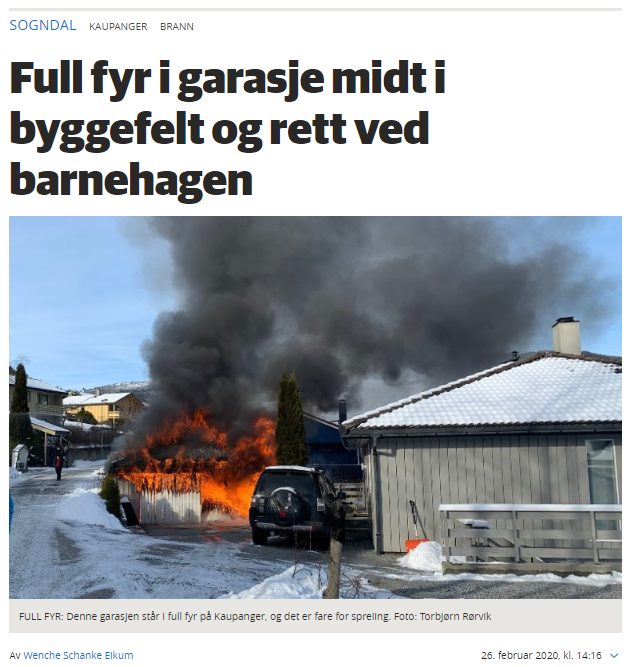 SOGNDAL KAUPANGER BRANN
Full fyr i garasje midt i
byggefelt og rett ved
barnehagen
FULL FYR: Denne garasjen står i full fyr på Kaupanger, og det er fare for spreiing. Foto: Torbjørn Rørvik
Av Wenche Schanke Eikum
26. februar 2020, kl. 14:16